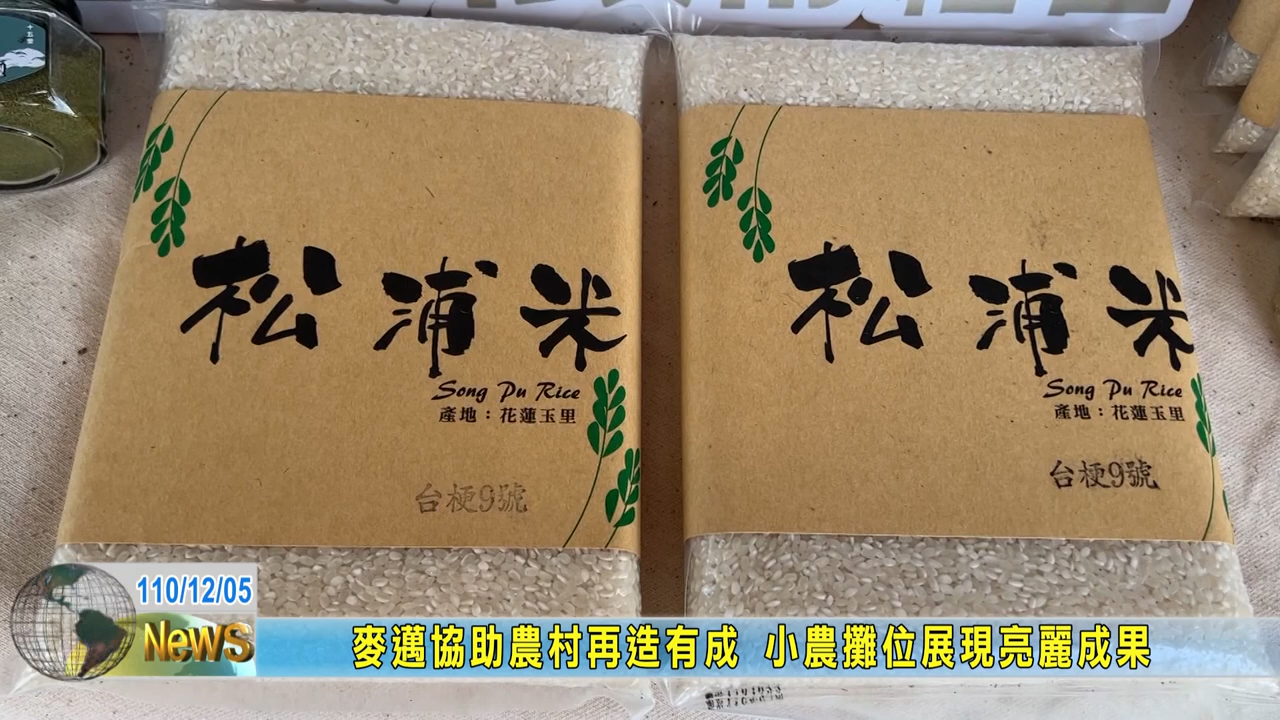 松浦米
Song Pu Rice
產地：花蓮玉里
台梗9號
松浦米
Song Pu Rice
產地：花蓮玉里
台梗9號
110/12/05
News
麥邁協助農村再造有成 小農攤位展現亮麗成果